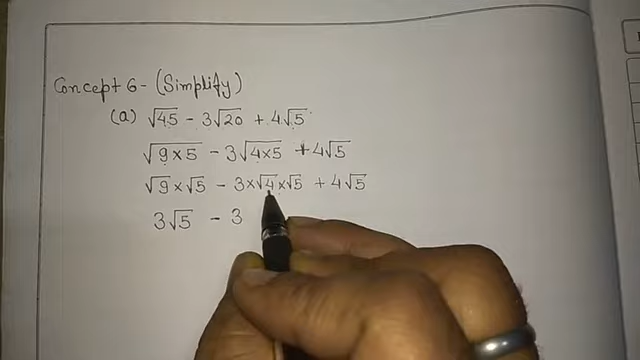 Concept 6 - (Simplify)
(a) √45 - 3√20 + 4√5
√9×5 - 3√4×5 + 4√5
√9 × √5 - 3×√4×√5 + 4√5
3√5 - 3